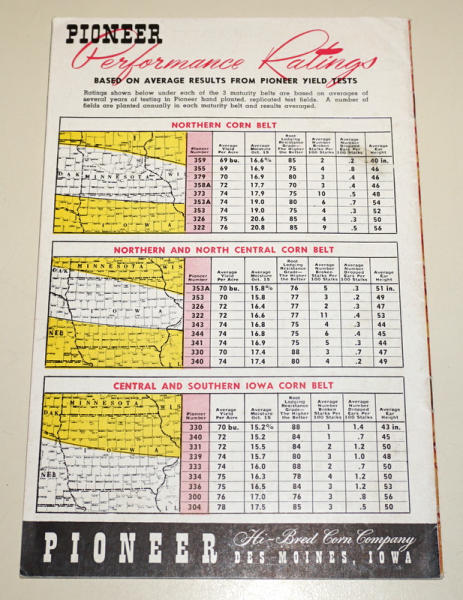 PIONEER
Performance Ratings
BASED ON AVERAGE RESULTS FROM PIONEER YIELD TESTS
Ratings shown below under each of the 3 maturity belts are based on averages of
several years of testing in Pioneer hand planted, replicated test fields. A number of
fields are planted annually in each maturity belt and results averaged.
NORTHERN CORN BELT
DAK MINNESOTA WIS
IOWA
Pioneer Number Average Yield Per Acre Average Moisture Oct. 15 Root Lodging Resistance Grade—The Higher the Better Average Number Broken Stalks Per 100 Stalks Average Number Dropped Ears Per 100 Stalks Average Ear Height
359 69 bu. 16.6% 85 2 .2 40 in.
355 69 16.9 75 4 .8 46
379 70 16.9 80 3 .4 46
358A 72 17.7 70 3 .4 46
373 74 17.9 75 10 .5 48
353A 74 19.0 80 6 .7 54
353 74 19.0 75 4 .3 52
326 75 20.6 85 4 .3 50
322 76 20.8 85 9 .5 56
NORTHERN AND NORTH CENTRAL CORN BELT
DAK MINNESOTA WIS
IOWA
NEB
Pioneer Number Average Yield Per Acre Average Moisture Oct. 15 Root Lodging Resistance Grade—The Higher the Better Average Number Broken Stalks Per 100 Stalks Average Number Dropped Ears Per 100 Stalks Average Ear Height
353A 70 bu. 15.8% 76 5 .3 51 in.
353 70 15.8 77 3 .2 49
326 72 16.4 77 2 .3 47
322 72 16.6 77 11 .4 53
343 74 16.8 75 4 .3 44
344 74 16.8 75 6 .4 45
341 74 16.9 75 5 .3 44
330 70 17.4 88 3 .7 47
340 74 17.4 80 4 .2 49
CENTRAL AND SOUTHERN IOWA CORN BELT
MINNESOTA WIS
DAK
IOWA
NEB
Pioneer Number Average Yield Per Acre Average Moisture Oct. 15 Root Lodging Resistance Grade—The Higher the Better Average Number Broken Stalks Per 100 Stalks Average Number Dropped Ears Per 100 Stalks Average Ear Height
330 70 bu. 15.2% 88 1 1.4 43 in.
340 72 15.2 84 1 .7 45
331 72 15.5 84 2 1.2 50
339 74 15.7 80 3 1.0 48
333 74 16.0 88 2 .7 50
334 75 16.3 78 4 1.2 50
336 75 16.5 84 3 1.2 53
300 76 17.0 76 3 .8 56
304 78 17.5 85 3 .5 50
PIONEER Hi-Bred Corn Company
DES MOINES, IOWA